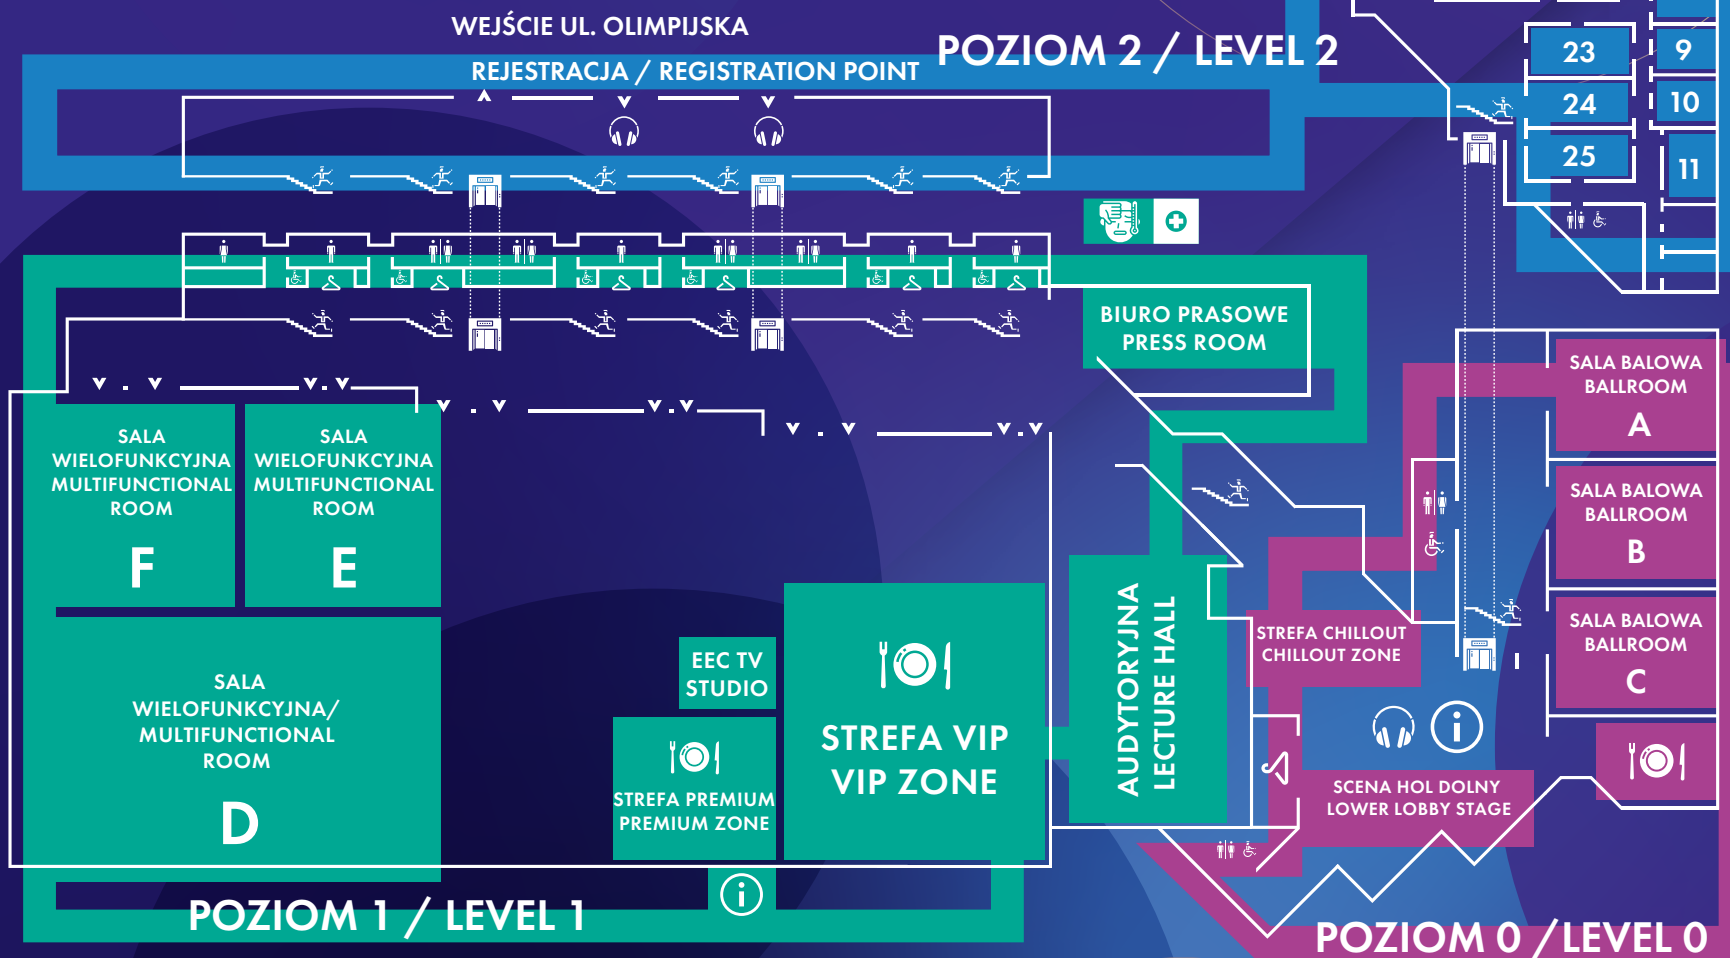 WEJŚCIE UL. OLIMPIJSKA
REJESTRACJA / REGISTRATION POINT
POZIOM 2 / LEVEL 2
23
24
25
9
10
11
BIURO PRASOWE
PRESS ROOM
SALA
WIELOFUNKCYJNA
MULTIFUNCTIONAL
ROOM
F
SALA
WIELOFUNKCYJNA
MULTIFUNCTIONAL
ROOM
E
SALA
WIELOFUNKCYJNA/
MULTIFUNCTIONAL
ROOM
D
EEC TV
STUDIO
STREFA PREMIUM
PREMIUM ZONE
STREFA VIP
VIP ZONE
AUDYTORYJNA
LECTURE HALL
SALA BALOWA
BALLROOM
A
SALA BALOWA
BALLROOM
B
SALA BALOWA
BALLROOM
C
STREFA CHILLOUT
CHILLOUT ZONE
i
SCENA HOL DOLNY
LOWER LOBBY STAGE
i
POZIOM 1 / LEVEL 1
POZIOM 0 / LEVEL 0